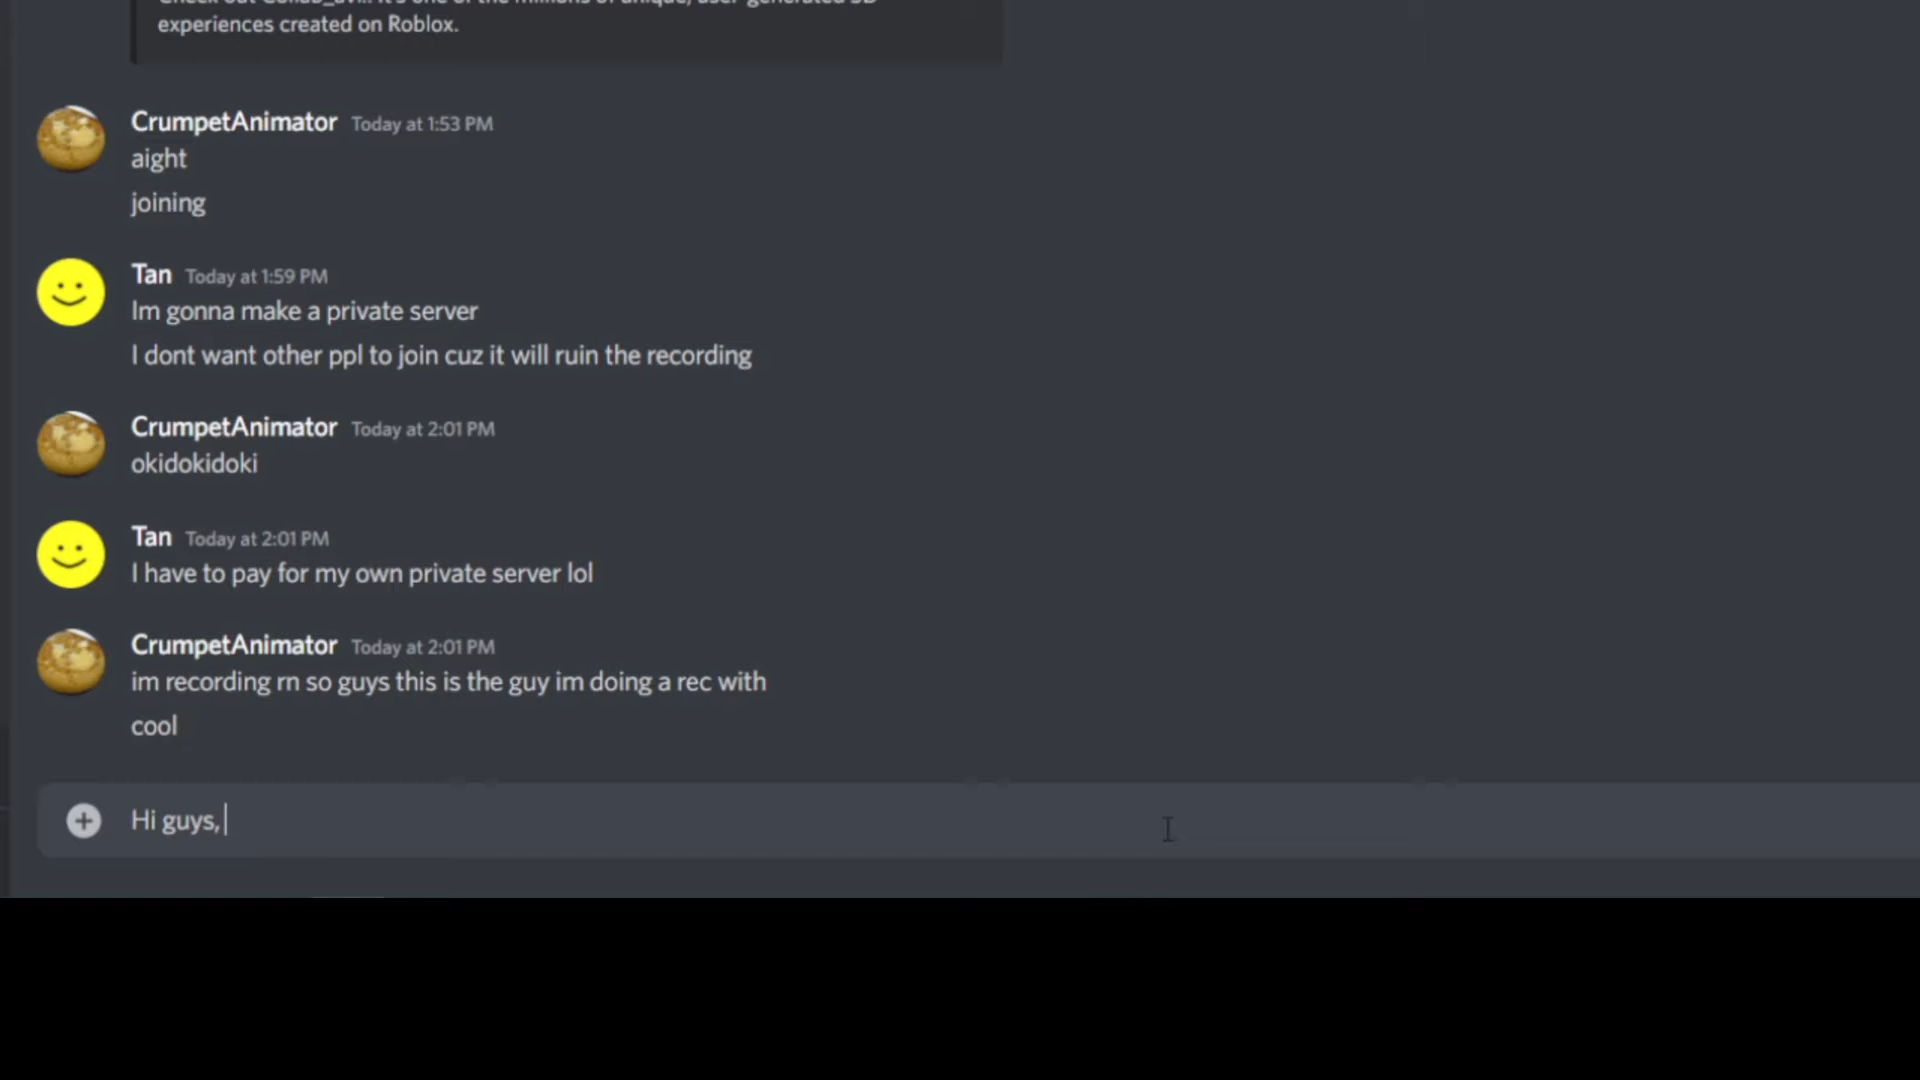 experiences created on Roblox.
CrumpetAnimator Today at 1:53 PM
aight
joining
Tan Today at 1:59 PM
Im gonna make a private server
I dont want other ppl to join cuz it will ruin the recording
CrumpetAnimator Today at 2:01 PM
okidokidoki
Tan Today at 2:01 PM
I have to pay for my own private server lol
CrumpetAnimator Today at 2:01 PM
im recording rn so guys this is the guy im doing a rec with
cool
Hi guys,